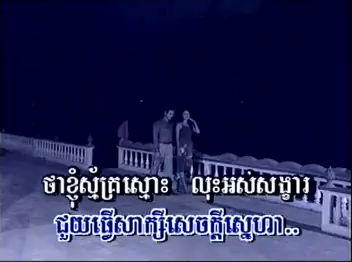 ថាខ្ញុំស្ម័គ្រស្មោះ លុះអស់សង្ខារ
ជួយធ្វើសាក្សីសេចក្ដីស្នេហា..